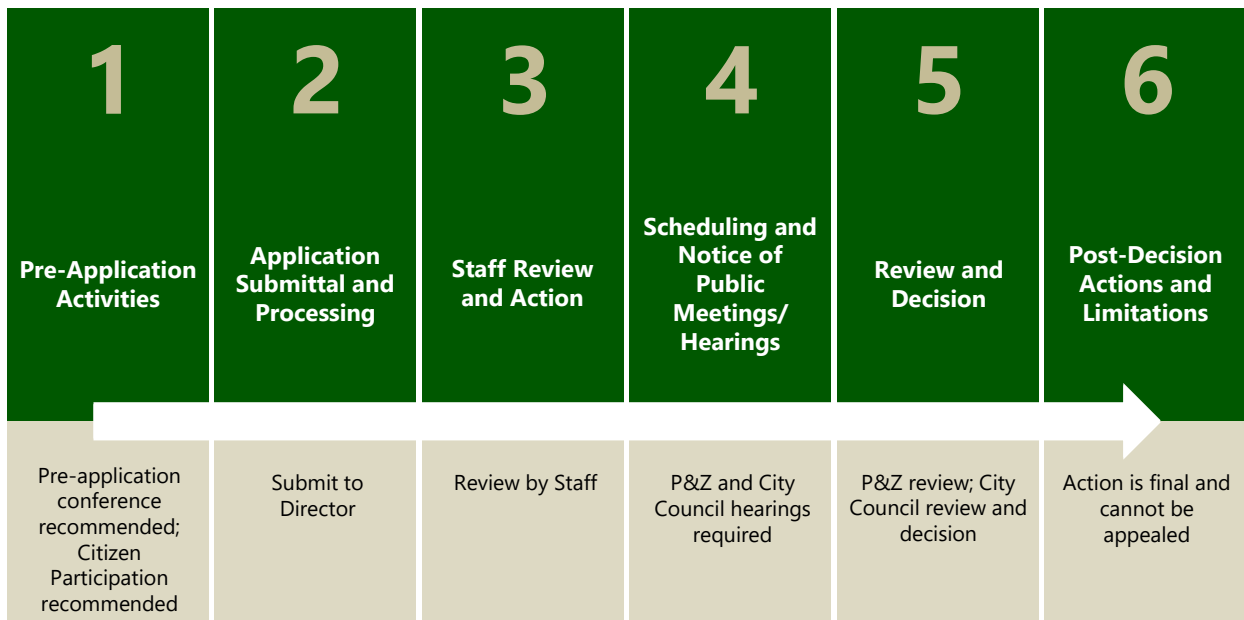 1
Pre-Application
Activities
Pre-application
conference
recommended;
Citizen
Participation
recommended
2
Application
Submittal and
Processing
Submit to
Director
3
Staff Review
and Action
Review by Staff
4
Scheduling and
Notice of
Public
Meetings/
Hearings
P&Z and City
Council hearings
required
5
Review and
Decision
P&Z review; City
Council review and
decision
6
Post-Decision
Actions and
Limitations
Action is final and
cannot be
appealed